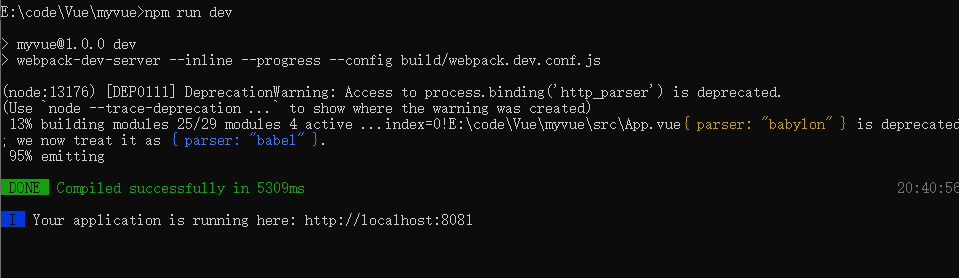 E:\code\Vue\myvue>npm run dev
> myvue@1.0.0 dev
> webpack-dev-server --inline --progress --config build/webpack.dev.conf.js
(node:13176) [DEP0111] DeprecationWarning: Access to process.binding('http_parser') is deprecated.
(Use `node --trace-deprecation ...` to show where the warning was created)
13% building modules 25/29 modules 4 active ...index=0!E:\code\Vue\myvue\src\App.vue{ parser: "babylon" } is deprecated
; we now treat it as { parser: "babel" }.
95% emitting
DONE Compiled successfully in 5309ms 20:40:56
I Your application is running here: http://localhost:8081